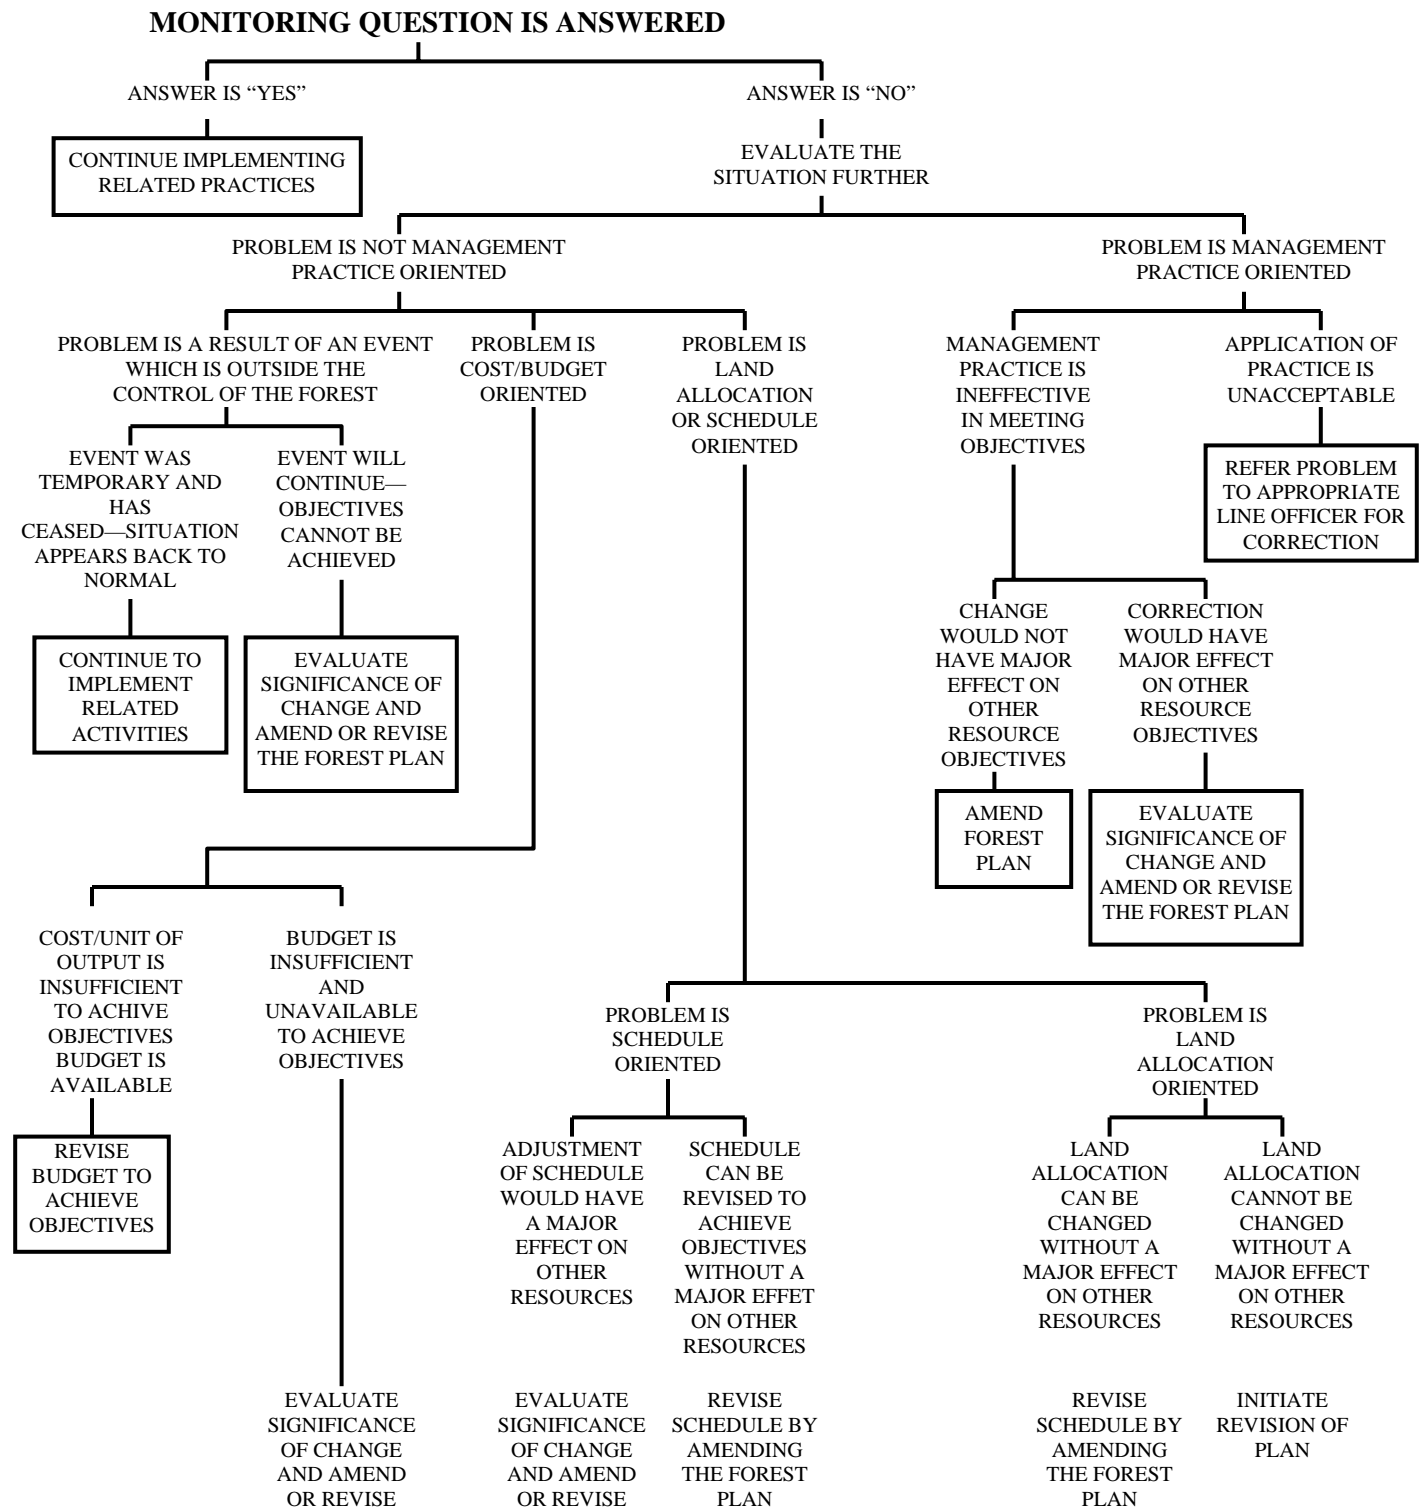 MONITORING QUESTION IS ANSWERED
ANSWER IS “YES”
ANSWER IS “NO”
CONTINUE IMPLEMENTING
RELATED PRACTICES
EVALUATE THE
SITUATION FURTHER
PROBLEM IS NOT MANAGEMENT
PRACTICE ORIENTED
PROBLEM IS MANAGEMENT
PRACTICE ORIENTED
PROBLEM IS A RESULT OF AN EVENT
WHICH IS OUTSIDE THE
CONTROL OF THE FOREST
PROBLEM IS
COST/BUDGET
ORIENTED
PROBLEM IS
LAND
ALLOCATION
OR SCHEDULE
ORIENTED
MANAGEMENT
PRACTICE IS
INEFFECTIVE
IN MEETING
OBJECTIVES
APPLICATION OF
PRACTICE IS
UNACCEPTABLE
EVENT WAS
TEMPORARY AND
HAS
CEASED—SITUATION
APPEARS BACK TO
NORMAL
EVENT WILL
CONTINUE—
OBJECTIVES
CANNOT BE
ACHIEVED
REFER PROBLEM
TO APPROPRIATE
LINE OFFICER FOR
CORRECTION
CONTINUE TO
IMPLEMENT
RELATED
ACTIVITIES
EVALUATE
SIGNIFICANCE OF
CHANGE AND
AMEND OR REVISE
THE FOREST PLAN
CHANGE
WOULD NOT
HAVE MAJOR
EFFECT ON
OTHER
RESOURCE
OBJECTIVES
CORRECTION
WOULD HAVE
MAJOR EFFECT
ON OTHER
RESOURCE
OBJECTIVES
AMEND
FOREST
PLAN
EVALUATE
SIGNIFICANCE OF
CHANGE AND
AMEND OR REVISE
THE FOREST PLAN
COST/UNIT OF
OUTPUT IS
INSUFFICIENT
TO ACHIVE
OBJECTIVES
BUDGET IS
AVAILABLE
BUDGET IS
INSUFFICIENT
AND
UNAVAILABLE
TO ACHIEVE
OBJECTIVES
PROBLEM IS
SCHEDULE
ORIENTED
PROBLEM IS
LAND
ALLOCATION
ORIENTED
REVISE
BUDGET TO
ACHIEVE
OBJECTIVES
ADJUSTMENT
OF SCHEDULE
WOULD HAVE
A MAJOR
EFFECT ON
OTHER
RESOURCES
SCHEDULE
CAN BE
REVISED TO
ACHIEVE
OBJECTIVES
WITHOUT A
MAJOR EFFET
ON OTHER
RESOURCES
LAND
ALLOCATION
CAN BE
CHANGED
WITHOUT A
MAJOR EFFECT
ON OTHER
RESOURCES
LAND
ALLOCATION
CANNOT BE
CHANGED
WITHOUT A
MAJOR EFFECT
ON OTHER
RESOURCES
EVALUATE
SIGNIFICANCE
OF CHANGE
AND AMEND
OR REVISE
EVALUATE
SIGNIFICANCE
OF CHANGE
AND AMEND
OR REVISE
REVISE
SCHEDULE BY
AMENDING
THE FOREST
PLAN
REVISE
SCHEDULE BY
AMENDING
THE FOREST
PLAN
INITIATE
REVISION OF
PLAN